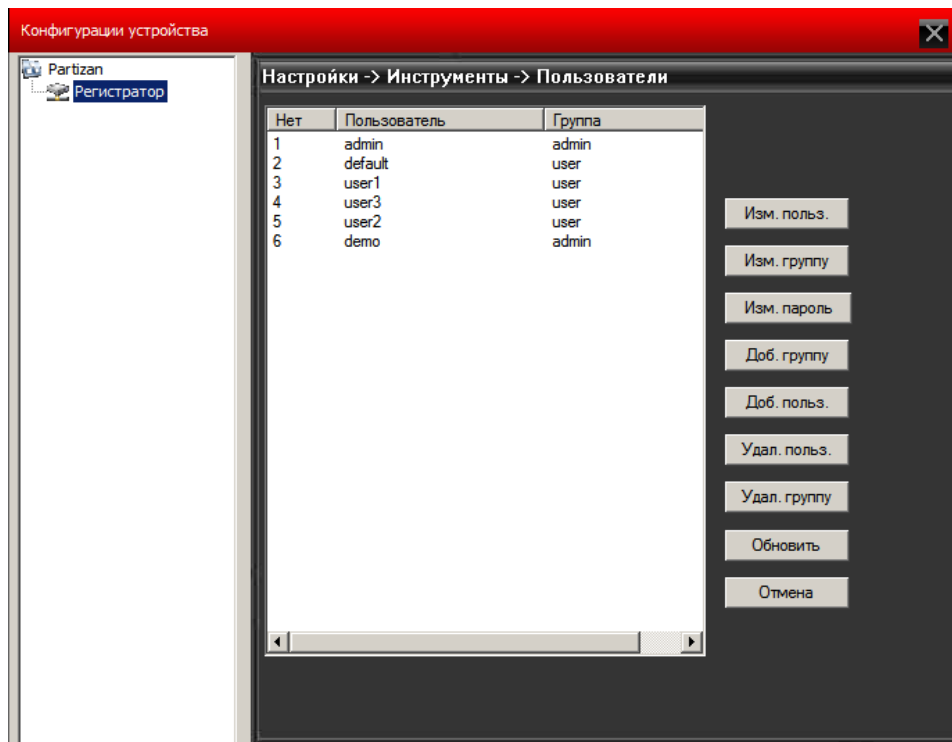 Конфигурации устройства
Partizan
Регистратор
Настройки -> Инструменты -> Пользователи
Нет Пользователь Группа
1 admin admin
2 default user
3 user1 user
4 user3 user
5 user2 user
6 demo admin
Изм. польз.
Изм. группу
Изм. пароль
Доб. группу
Доб. польз.
Удал. польз.
Удал. группу
Обновить
Отмена